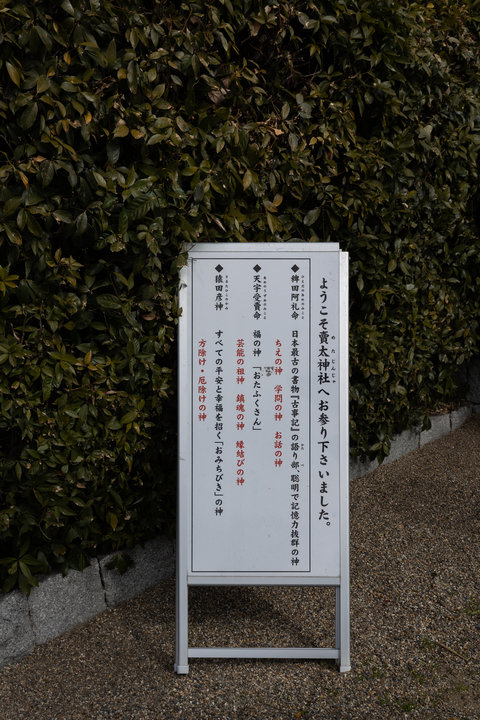 ようこそ賣太神社へお参り下さいました。
◆稗田阿礼命 日本最古の書物『古事記』の語り部、聡明で記憶力抜群の神
ちえの神 学問の神 お話の神
◆天宇受賣命 福の神 「おたふくさん」
芸能の祖神 鎮魂の神 縁結びの神
◆猿田彦神 すべての平安と幸福を招く「おみちびき」の神
方除け・厄除けの神